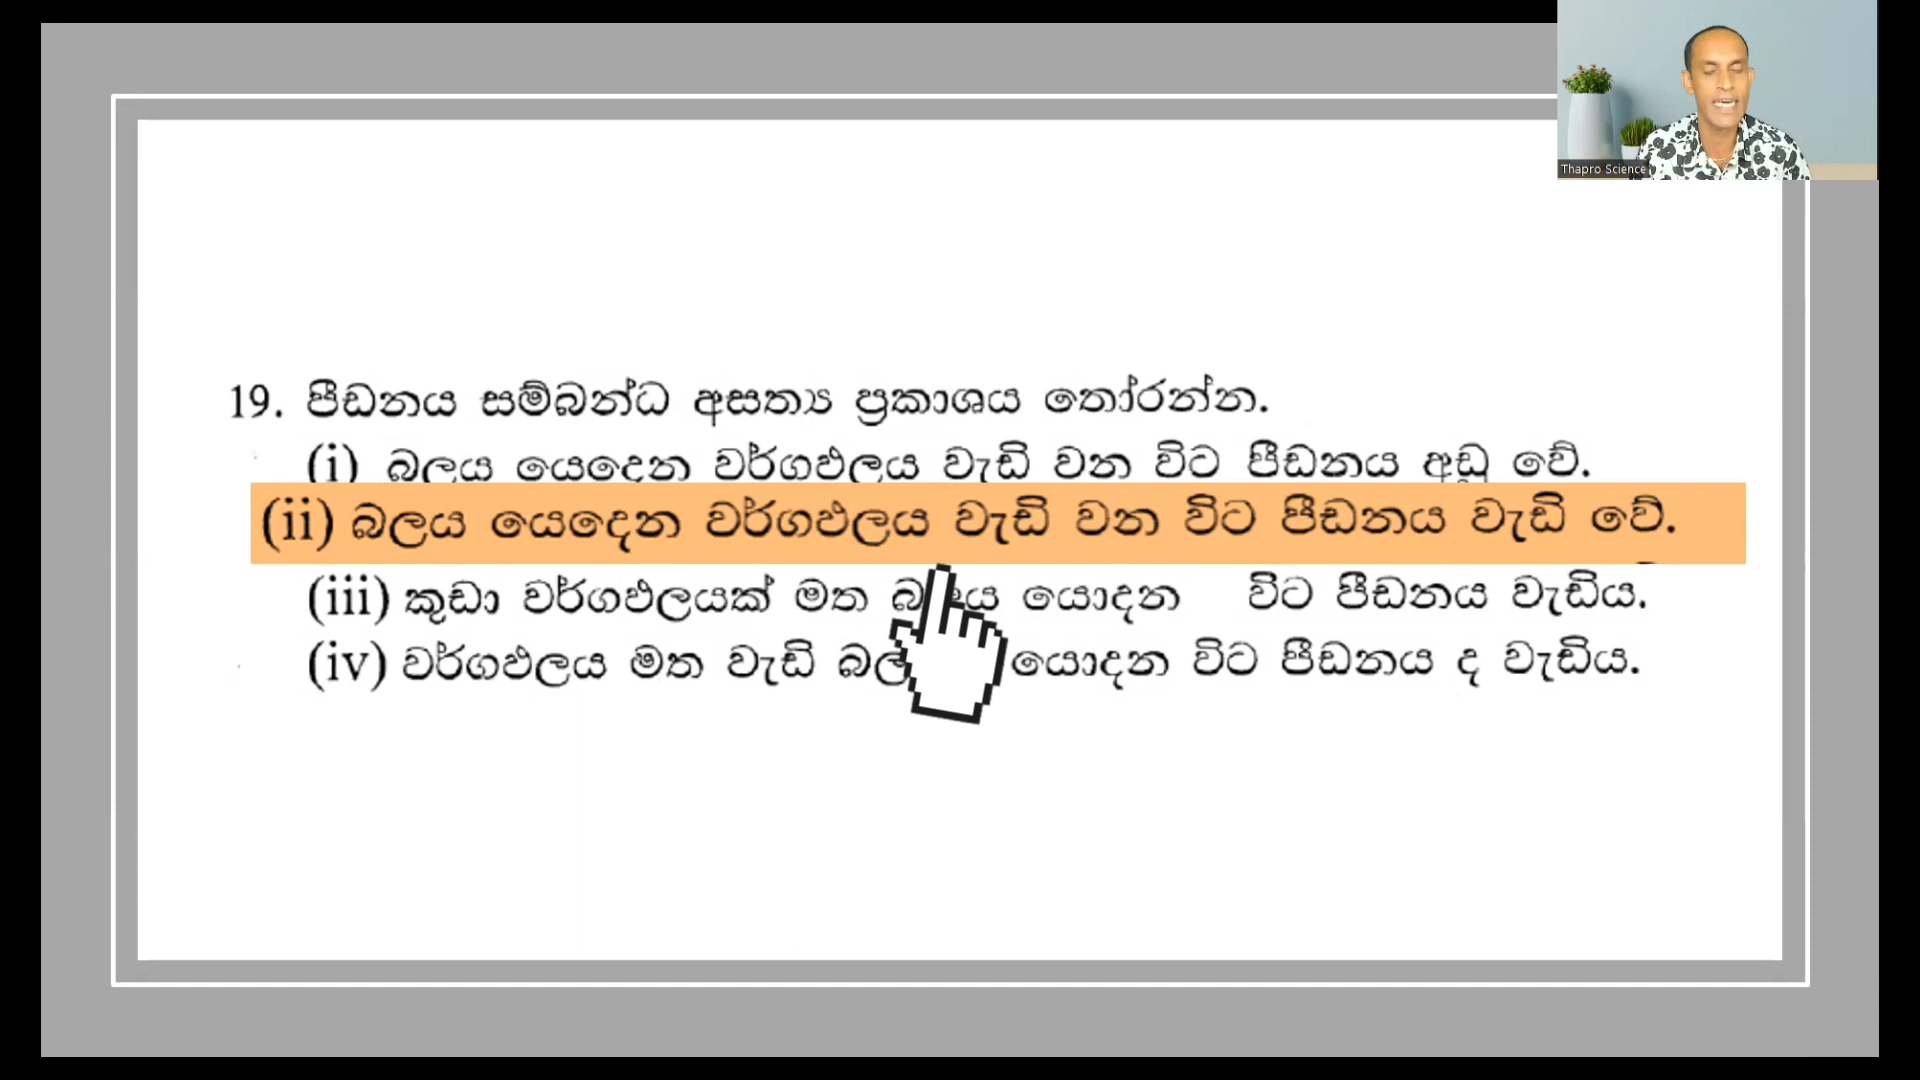 Thapro Science
19. පීඩනය සම්බන්ධ අසත්‍ය ප්‍රකාශය තෝරන්න.
(i) බලය යෙදෙන වර්ගඵලය වැඩි වන විට පීඩනය අඩු වේ.
(ii) බලය යෙදෙන වර්ගඵලය වැඩි වන විට පීඩනය වැඩි වේ.
(iii) කුඩා වර්ගඵලයක් මත බලය යොදන විට පීඩනය වැඩිය.
(iv) වර්ගඵලය මත වැඩි යොදන විට පීඩනය ද වැඩිය.